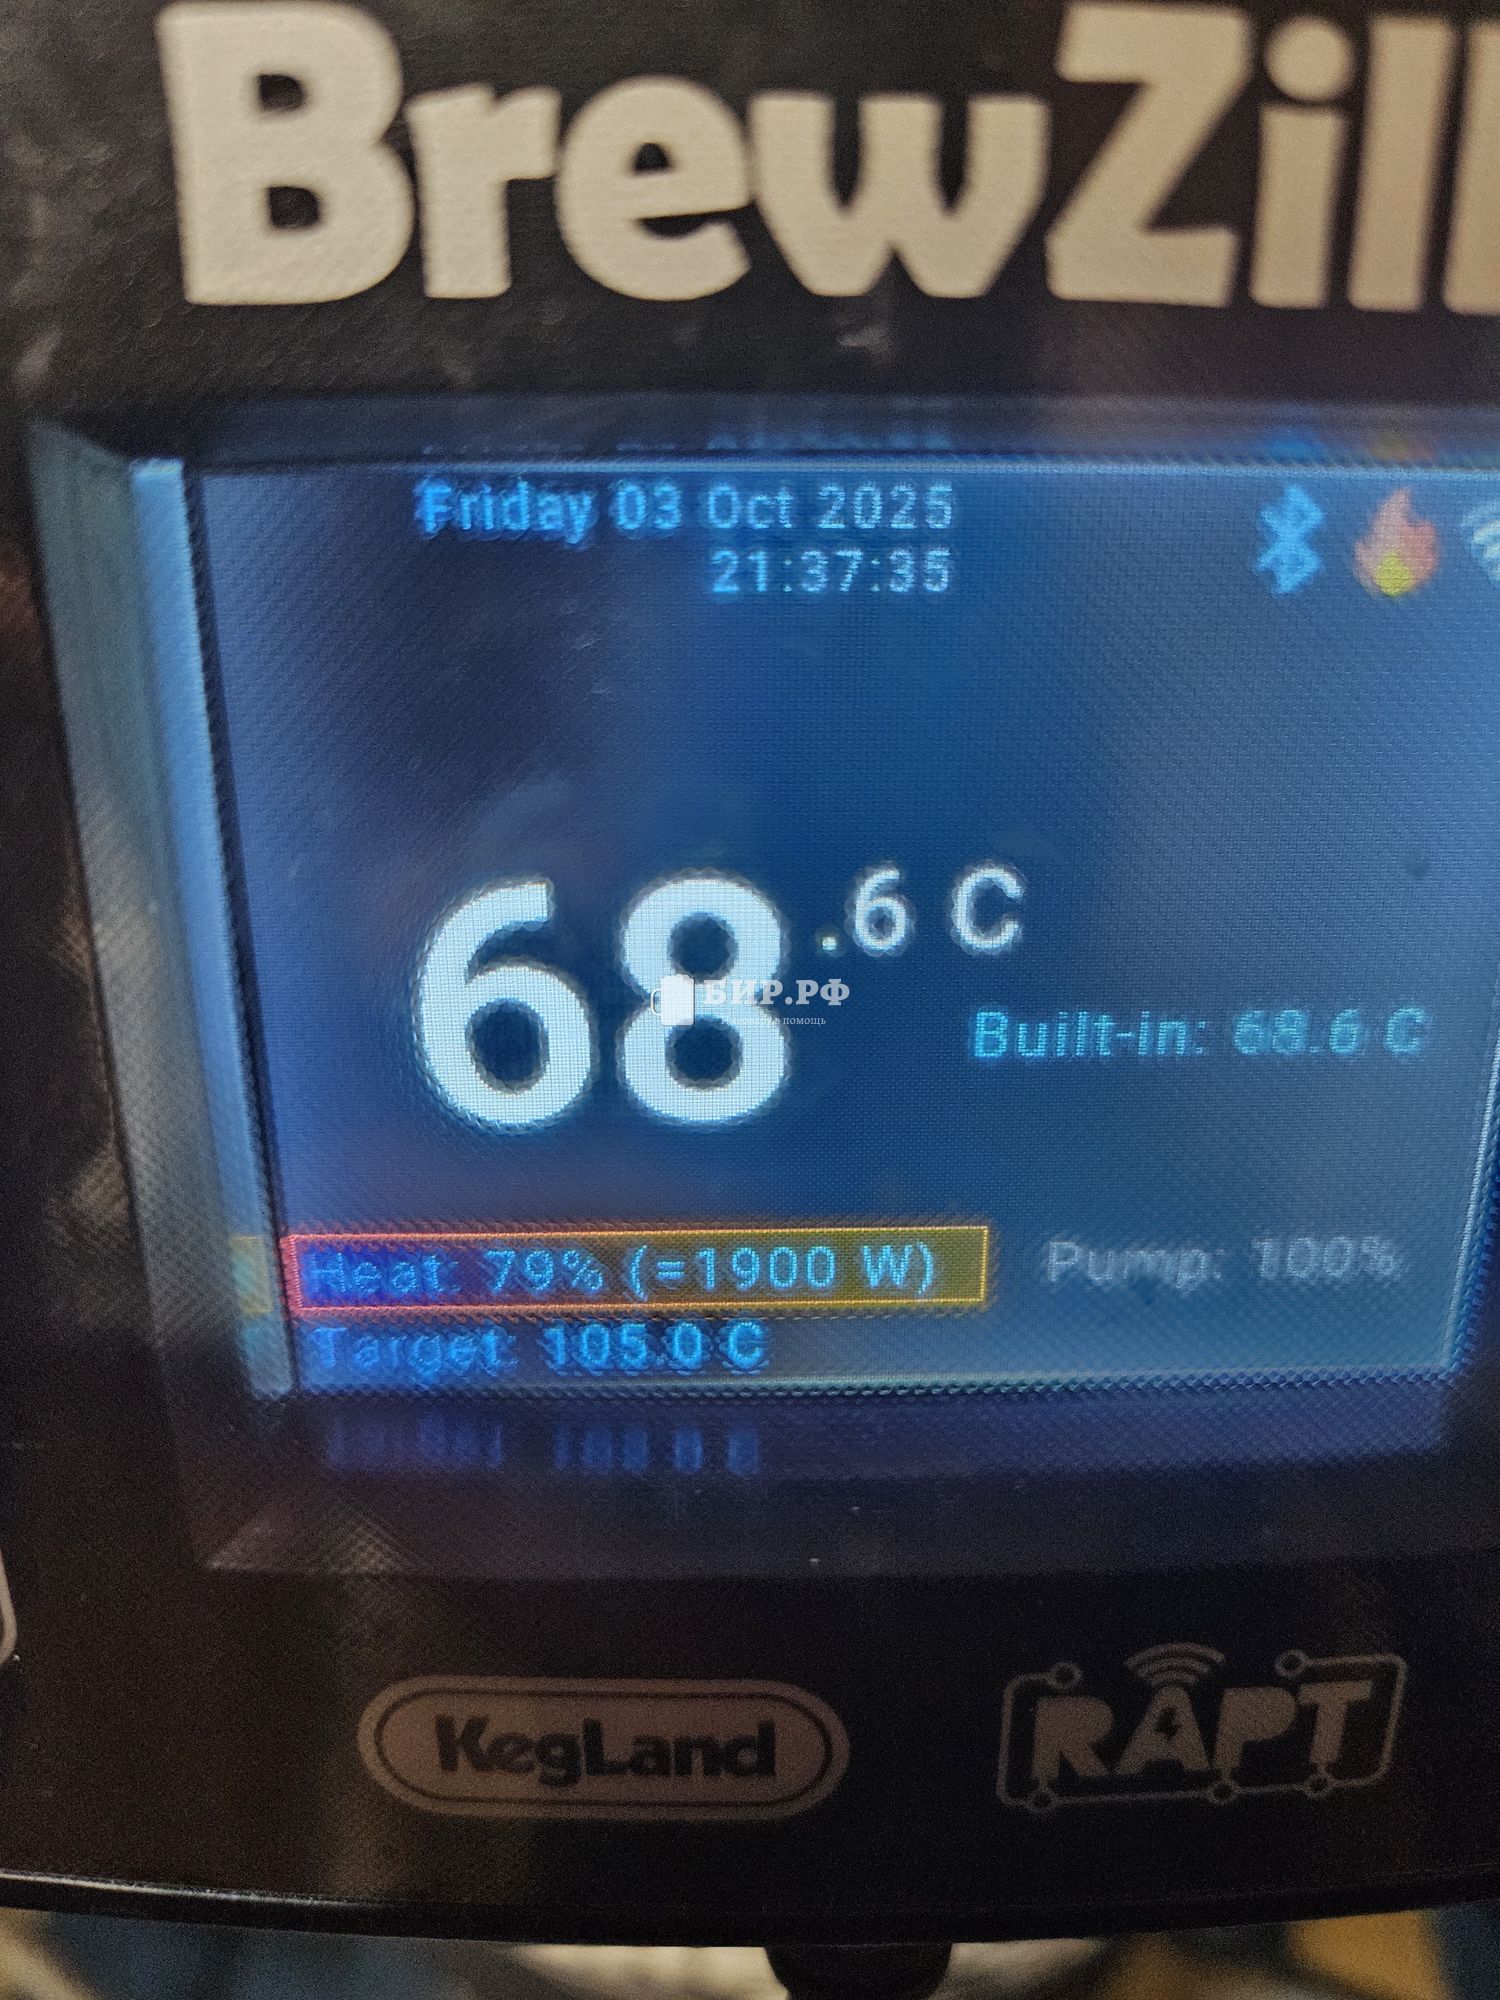 BrewZill
Friday 03 Oct 2025
21:37:35
68.6 C
БИР.РФ
Built-in: 68.6 C
Heat: 79% (=1900 W)
Pump: 100%
Target: 105.0 C
KegLand
RAPT